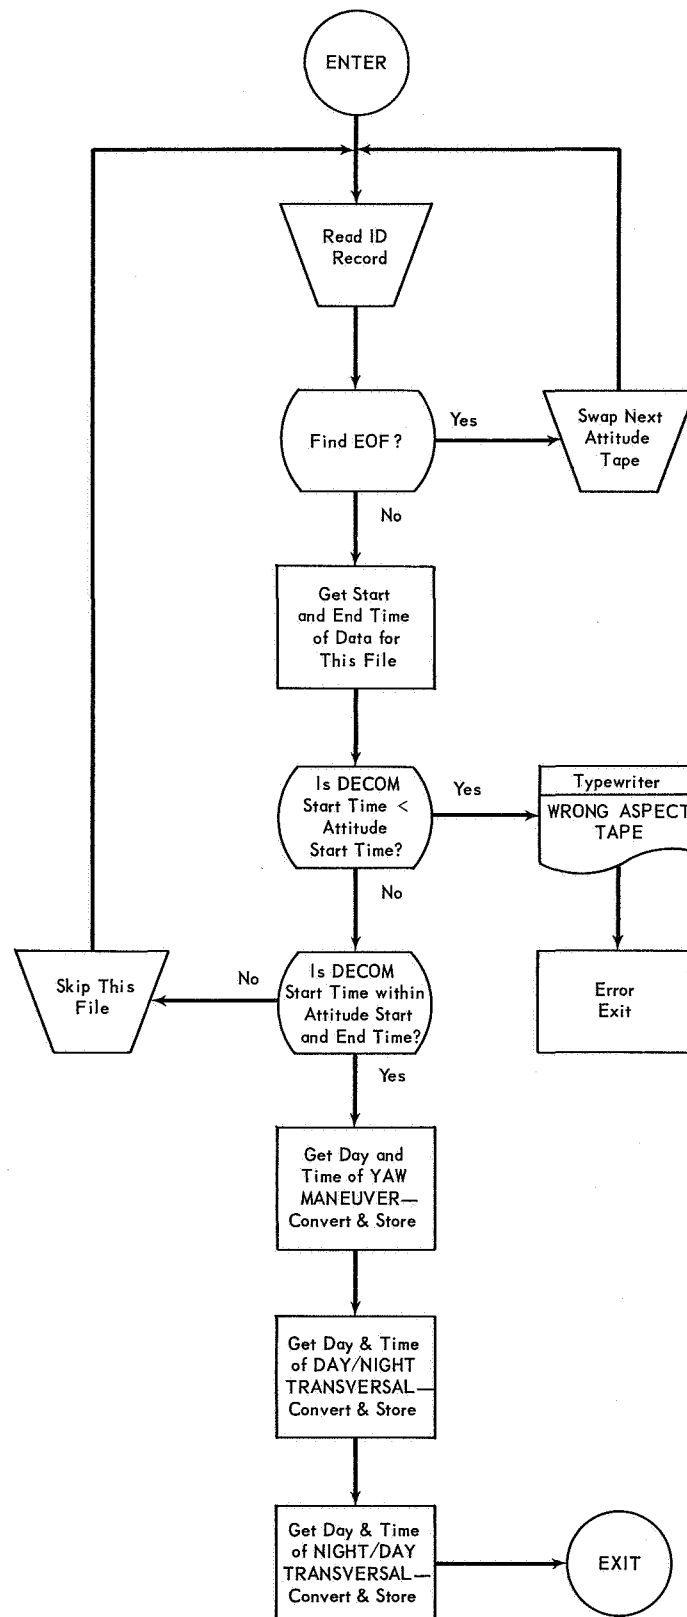 ENTER
Read ID
Record
Find EOF?
Yes
Swap Next
Attitude
Tape
No
Get Start
and End Time
of Data for
This File
Is DECOM
Start Time <
Attitude
Start Time?
Yes
Typewriter
WRONG ASPECT
TAPE
No
Error
Exit
Is DECOM
Start Time within
Attitude Start
and End Time?
No
Skip This
File
Yes
Get Day and
Time of YAW
MANEUVER—
Convert & Store
Get Day & Time
of DAY/NIGHT
TRANSVERSAL—
Convert & Store
Get Day & Time
of NIGHT/DAY
TRANSVERSAL—
Convert & Store
EXIT